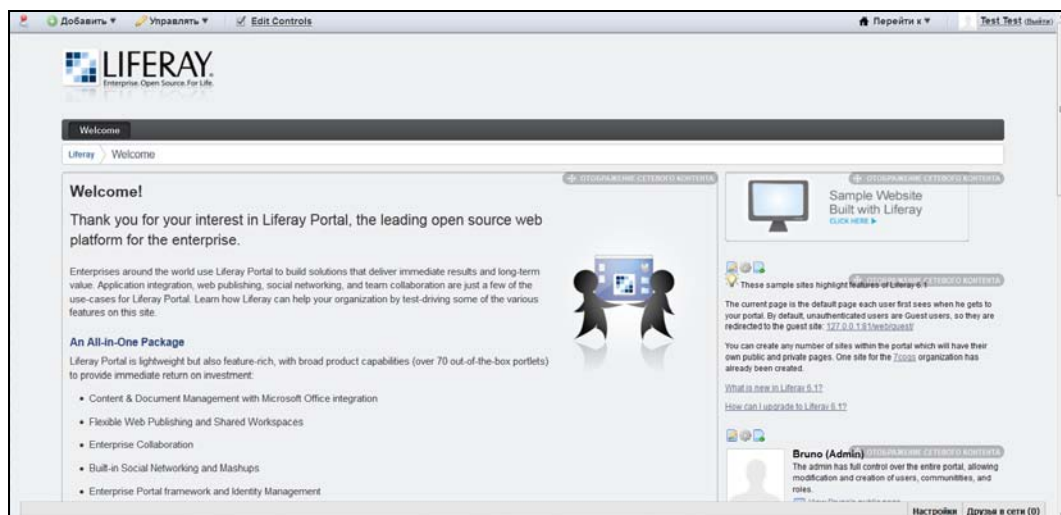 Добавить ▼ Управлять ▼ Edit Controls Перейти к ▼ Test Test (Выйти)
LIFERAY.
Enterprise. Open Source. For Life.
Welcome
Liferay Welcome
ОТОБРАЖЕНИЕ СЕТЕВОГО КОНТЕНТА
Welcome!
Thank you for your interest in Liferay Portal, the leading open source web
platform for the enterprise.
Enterprises around the world use Liferay Portal to build solutions that deliver immediate results and long-term
value. Application integration, web publishing, social networking, and team collaboration are just a few of the
use-cases for Liferay Portal. Learn how Liferay can help your organization by test-driving some of the various
features on this site.
An All-in-One Package
Liferay Portal is lightweight but also feature-rich, with broad product capabilities (over 70 out-of-the-box portlets)
to provide immediate return on investment:
• Content & Document Management with Microsoft Office integration
• Flexible Web Publishing and Shared Workspaces
• Enterprise Collaboration
• Built-in Social Networking and Mashups
• Enterprise Portal framework and Identity Management
ОТОБРАЖЕНИЕ СЕТЕВОГО КОНТЕНТА
Sample Website
Built with Liferay
CLICK HERE ▶
ОТОБРАЖЕНИЕ СЕТЕВОГО КОНТЕНТА
These sample sites highlight features of Liferay 6.1
The current page is the default page each user first sees when he gets to
your portal. By default, unauthenticated users are Guest users, so they are
redirected to the guest site: 127.0.0.1:81/web/guest/
You can create any number of sites within the portal which will have their
own public and private pages. One site for the 7cogs organization has
already been created.
What is new in Liferay 6.1?
How can I upgrade to Liferay 6.1?
ОТОБРАЖЕНИЕ СЕТЕВОГО КОНТЕНТА
Bruno (Admin)
The admin has full control over the entire portal, allowing
modification and creation of users, communitities, and
roles.
View Bruno's public page
Настройки Друзья в сети (0)